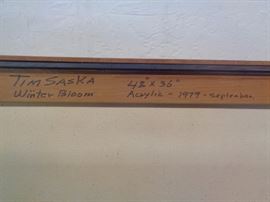 Tim Saska 48" x 36"
Winter Bloom Acrylic - 1979 - September